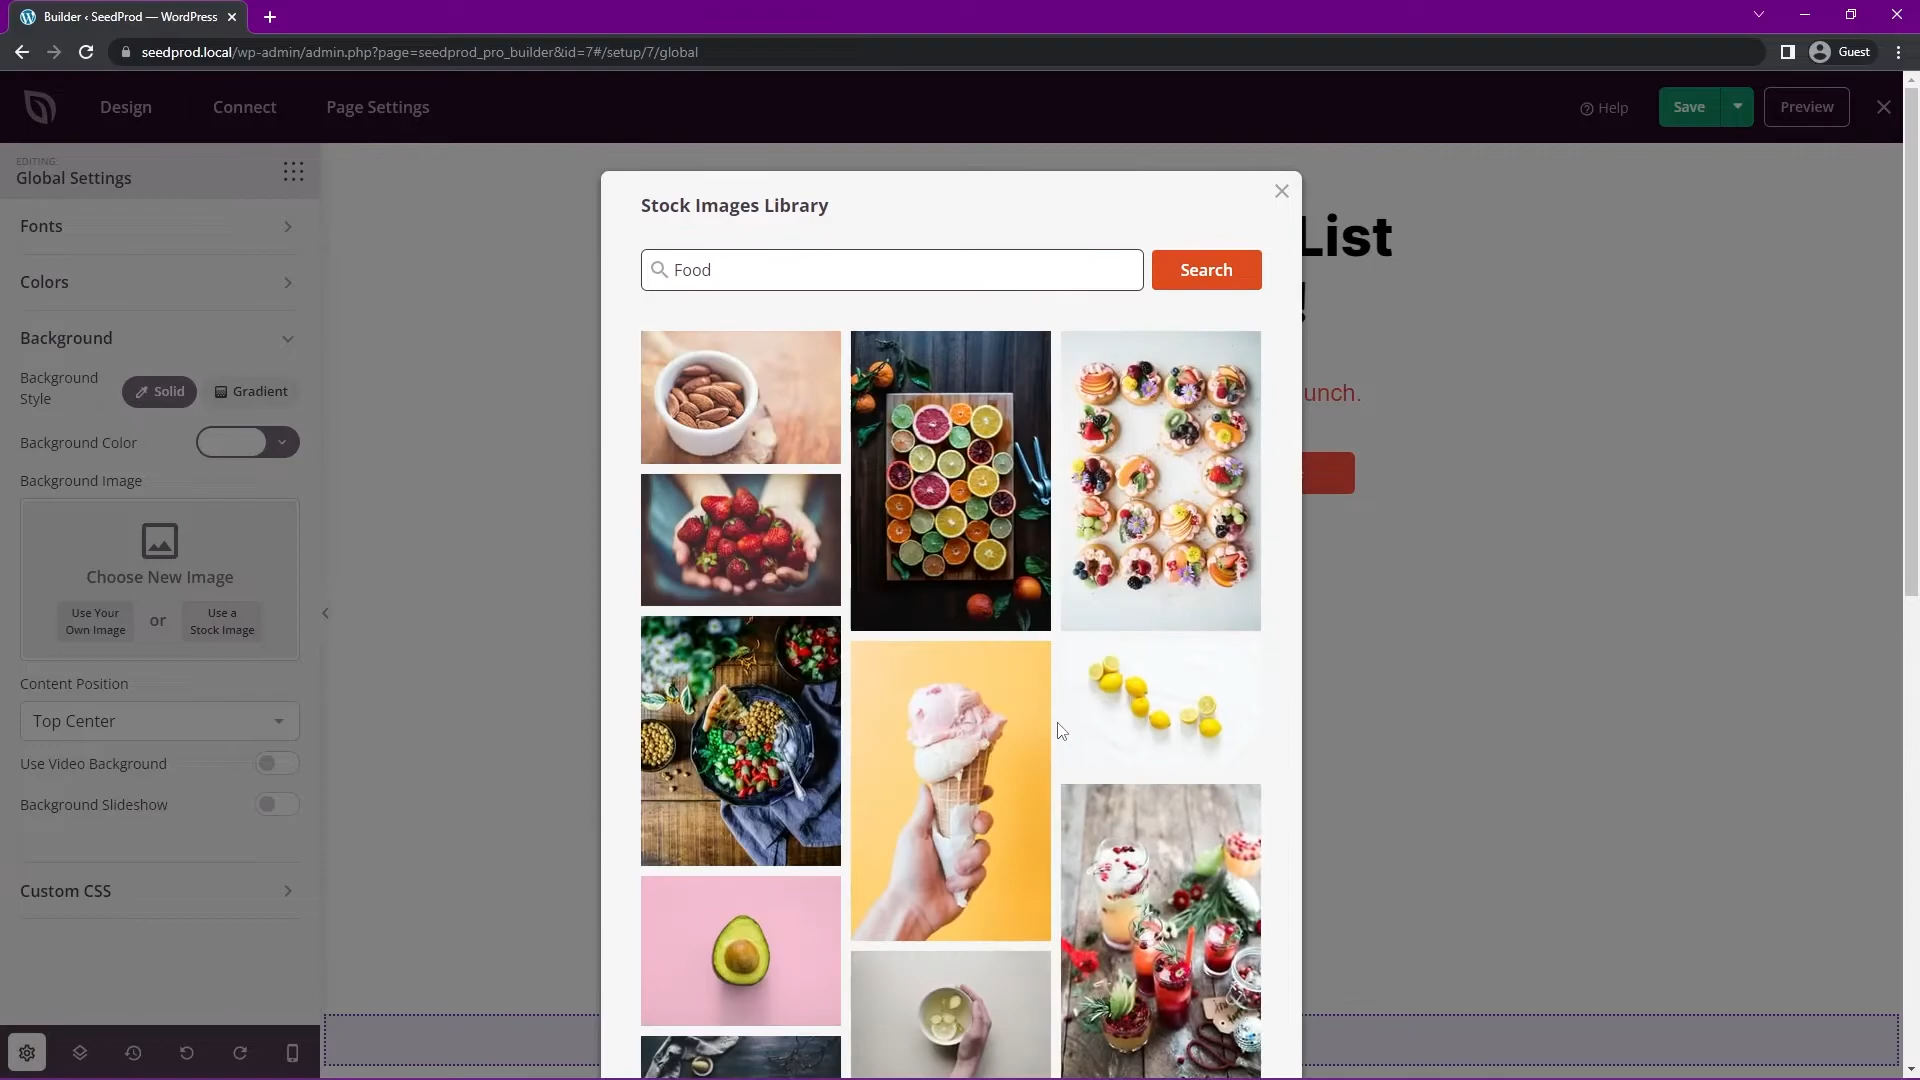 Builder ‹ SeedProd — WordPress
seedprod.local/wp-admin/admin.php?page=seedprod_pro_builder&id=7#/setup/7/global
Guest
Design
Connect
Page Settings
Help
Save
Preview
EDITING:
Global Settings
Fonts
Colors
Background
Background
Style
Solid
Gradient
Background Color
Background Image
Choose New Image
Use Your
Own Image
or
Use a
Stock Image
Content Position
Top Center
Use Video Background
Background Slideshow
Custom CSS
Stock Images Library
Food
Search
List
!
unch.